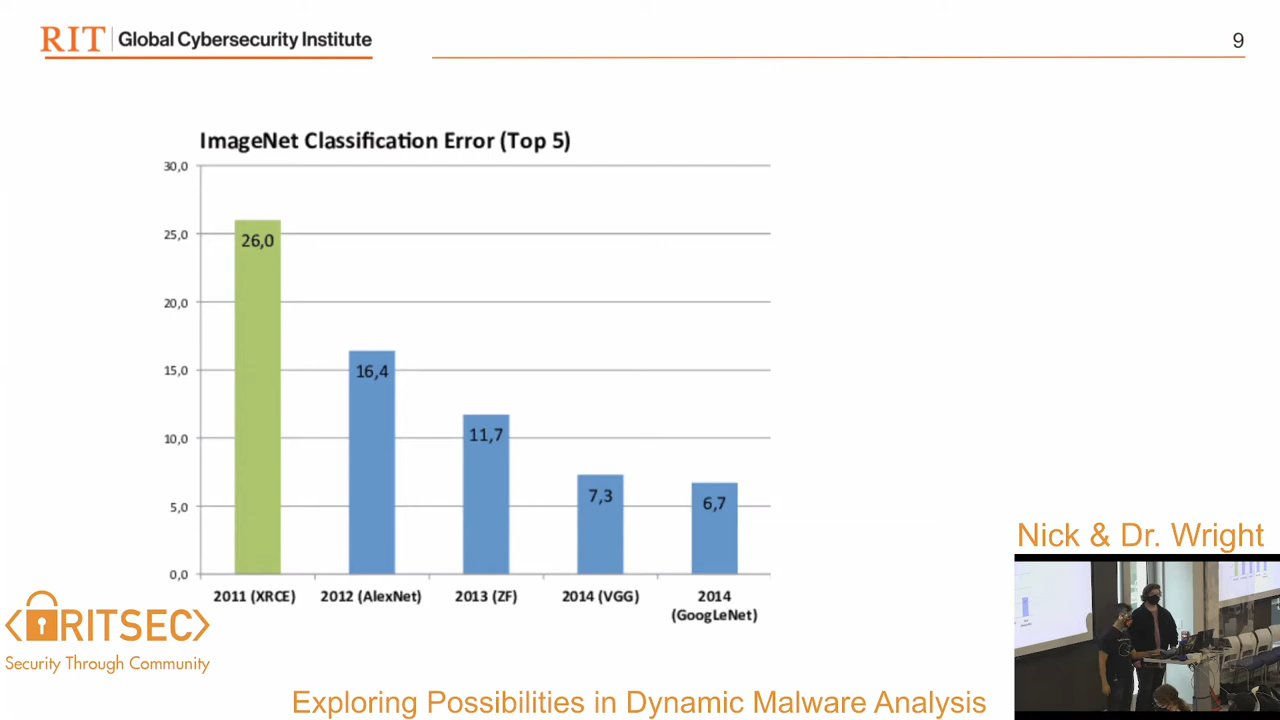 RIT Global Cybersecurity Institute
9
ImageNet Classification Error (Top 5)
30,0
25,0
20,0
15,0
10,0
5,0
0,0
26,0
16,4
11,7
7,3
6,7
2011 (XRCE)
2012 (AlexNet)
2013 (ZF)
2014 (VGG)
2014
(GoogLeNet)
Nick & Dr. Wright
RITSEC
Security Through Community
Exploring Possibilities in Dynamic Malware Analysis